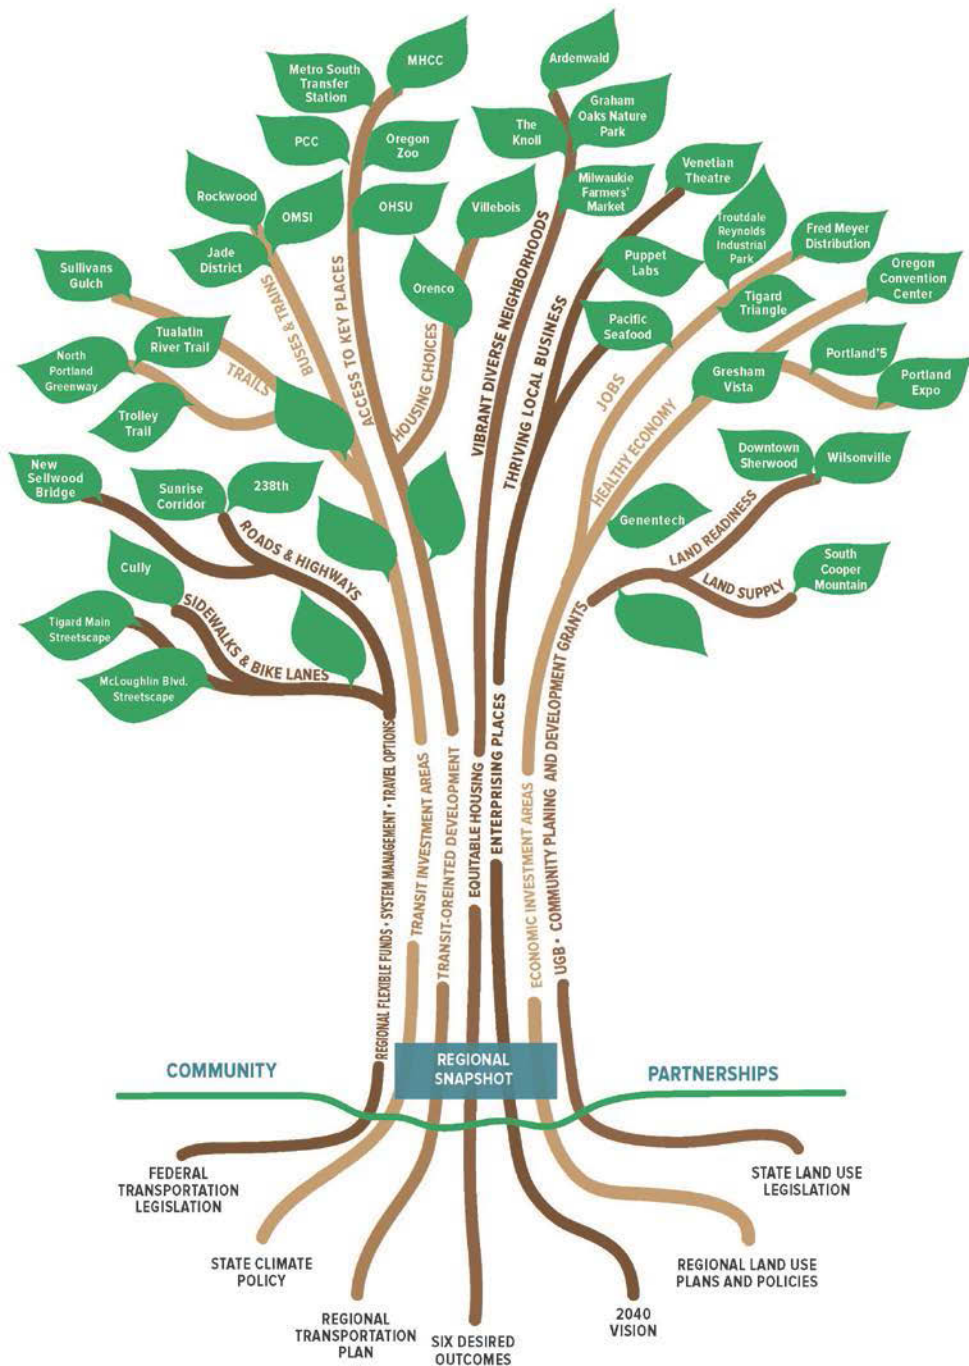 MHCC
Metro South
Transfer
Station
Ardenwald
Graham
Oaks Nature
Park
The
Knoll
PCC
Oregon
Zoo
Venetian
Theatre
Milwaukie
Farmers'
Market
Rockwood
OMSI
OHSU
Villebois
Troutdale
Reynolds
Industrial
Park
Fred Meyer
Distribution
Jade
District
Puppet
Labs
Sullivans
Gulch
Oregon
Convention
Center
Orenco
Tigard
Triangle
Pacific
Seafood
Tualatin
River Trail
North
Portland
Greenway
Portland'5
Gresham
Vista
Portland
Expo
Trolley
Trail
TRAILS
BUSES & TRAINS
ACCESS TO KEY PLACES
HOUSING CHOICES
VIBRANT DIVERSE NEIGHBORHOODS
THRIVING LOCAL BUSINESS
JOBS
HEALTHY ECONOMY
New
Sellwood
Bridge
Sunrise
Corridor
238th
Downtown
Sherwood
Wilsonville
Genentech
ROADS & HIGHWAYS
LAND READINESS
Cully
South
Cooper
Mountain
LAND SUPPLY
SIDEWALKS & BIKE LANES
Tigard Main
Streetscape
McLoughlin Blvd.
Streetscape
REGIONAL FLEXIBLE FUNDS • SYSTEM MANAGEMENT • TRAVEL OPTIONS
TRANSIT INVESTMENT AREAS
TRANSIT-OREINTED DEVELOPMENT
EQUITABLE HOUSING
ENTERPRISING PLACES
ECONOMIC INVESTMENT AREAS
UGB • COMMUNITY PLANING AND DEVELOPMENT GRANTS
COMMUNITY
REGIONAL
SNAPSHOT
PARTNERSHIPS
FEDERAL
TRANSPORTATION
LEGISLATION
STATE LAND USE
LEGISLATION
STATE CLIMATE
POLICY
REGIONAL LAND USE
PLANS AND POLICIES
REGIONAL
TRANSPORTATION
PLAN
SIX DESIRED
OUTCOMES
2040
VISION